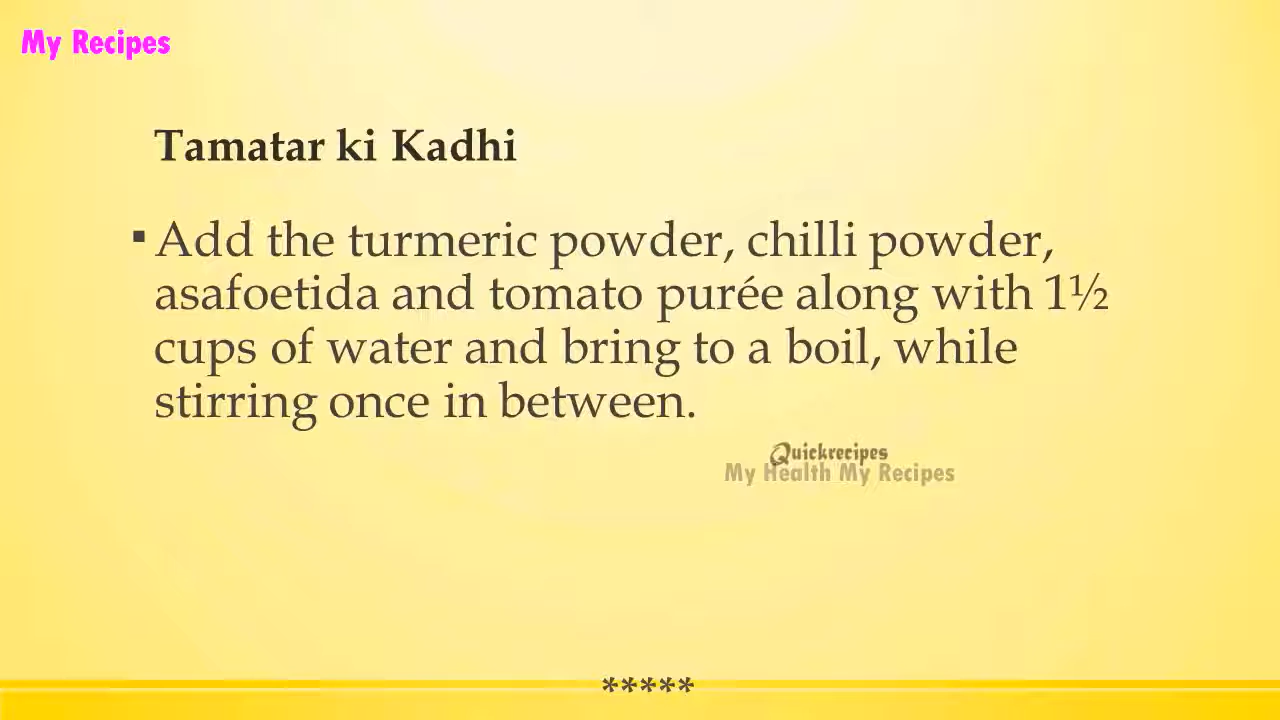 My Recipes
Tamatar ki Kadhi
▪ Add the turmeric powder, chilli powder,
asafoetida and tomato purée along with 1½
cups of water and bring to a boil, while
stirring once in between.
Quickrecipes
My Health My Recipes
*****